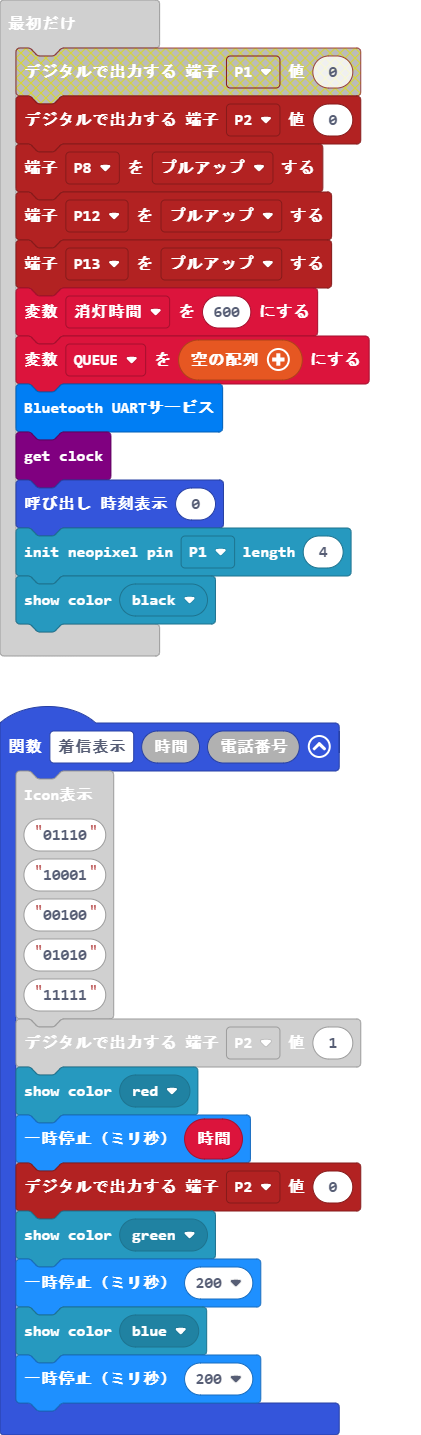 最初だけ
デジタルで出力する 端子 P1 値 0
デジタルで出力する 端子 P2 値 0
端子 P8 を プルアップ する
端子 P12 を プルアップ する
端子 P13 を プルアップ する
変数 消灯時間 を 600 にする
変数 QUEUE を 空の配列 にする
Bluetooth UARTサービス
get clock
呼び出し 時刻表示 0
init neopixel pin P1 length 4
show color black
関数 着信表示 時間 電話番号
Icon表示
"01110"
"10001"
"00100"
"01010"
"11111"
デジタルで出力する 端子 P2 値 1
show color red
一時停止（ミリ秒） 時間
デジタルで出力する 端子 P2 値 0
show color green
一時停止（ミリ秒） 200
show color blue
一時停止（ミリ秒） 200